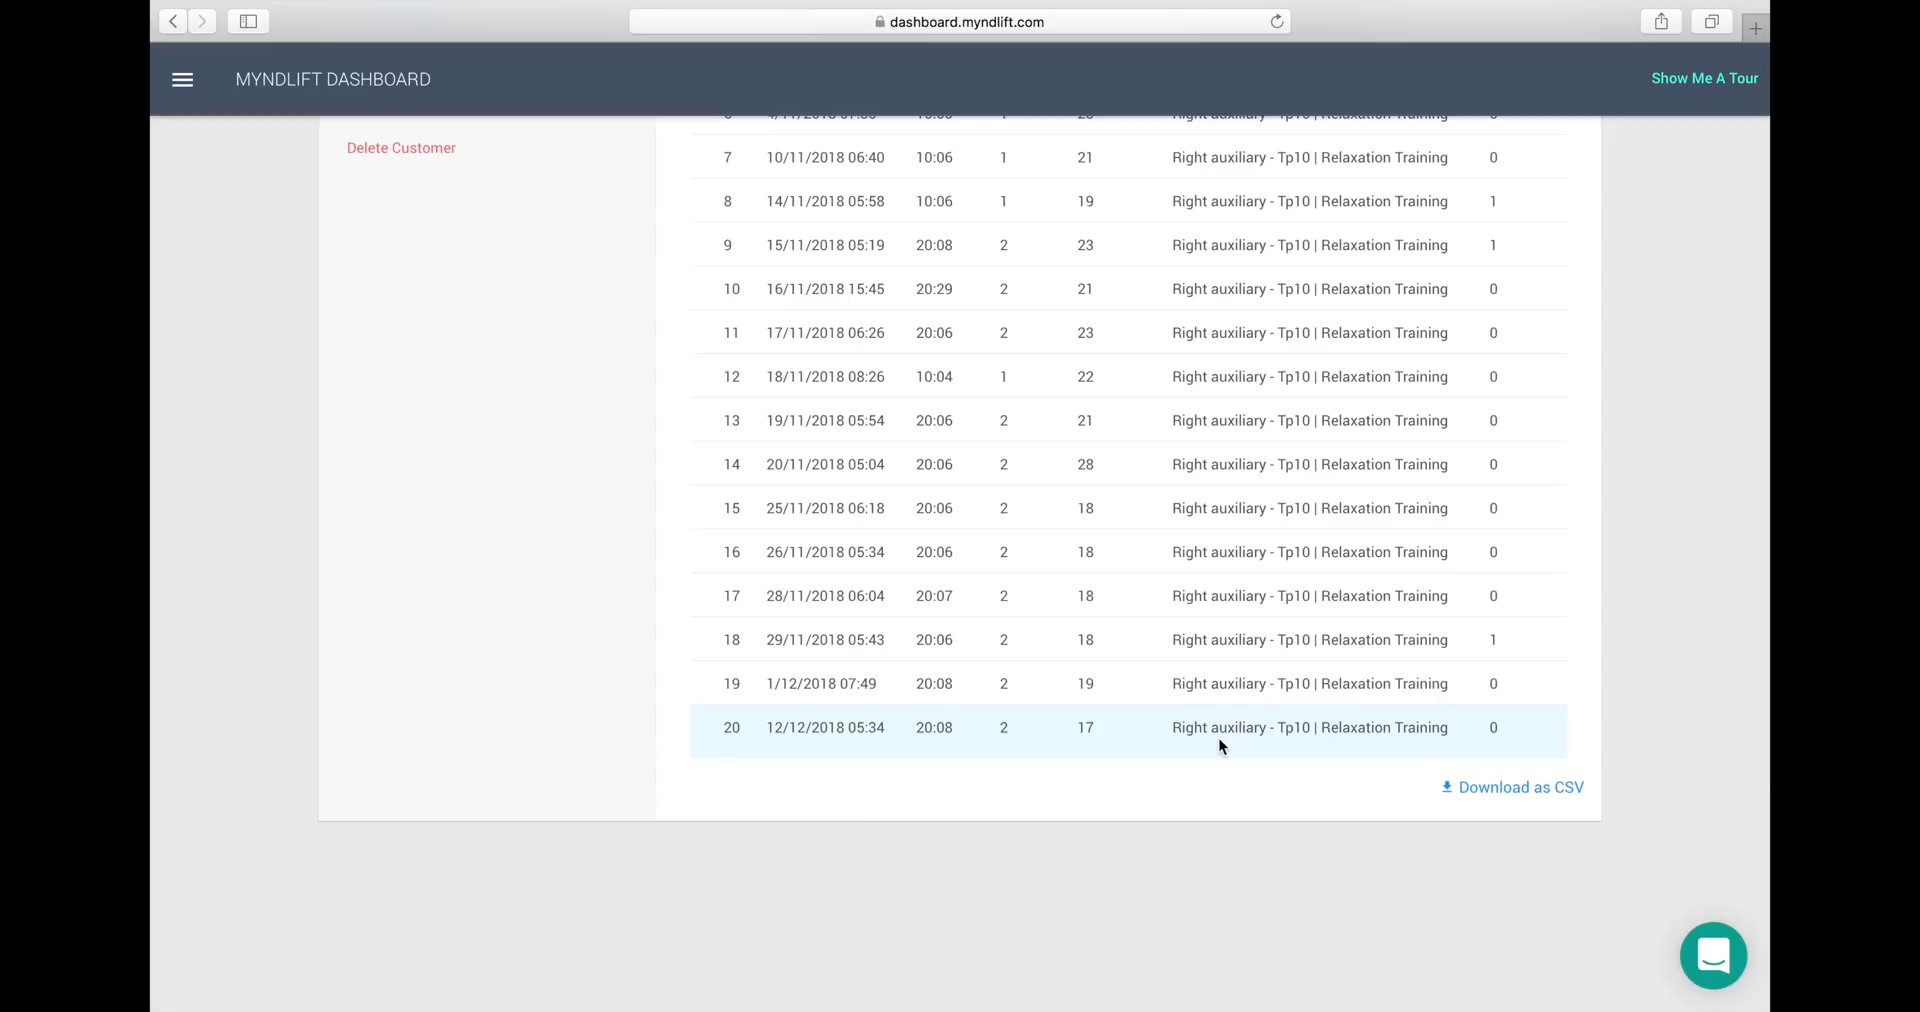 dashboard.myndlift.com
MYNDLIFT DASHBOARD
Show Me A Tour
Delete Customer
7 10/11/2018 06:40 10:06 1 21 Right auxiliary - Tp10 | Relaxation Training 0
8 14/11/2018 05:58 10:06 1 19 Right auxiliary - Tp10 | Relaxation Training 1
9 15/11/2018 05:19 20:08 2 23 Right auxiliary - Tp10 | Relaxation Training 1
10 16/11/2018 15:45 20:29 2 21 Right auxiliary - Tp10 | Relaxation Training 0
11 17/11/2018 06:26 20:06 2 23 Right auxiliary - Tp10 | Relaxation Training 0
12 18/11/2018 08:26 10:04 1 22 Right auxiliary - Tp10 | Relaxation Training 0
13 19/11/2018 05:54 20:06 2 21 Right auxiliary - Tp10 | Relaxation Training 0
14 20/11/2018 05:04 20:06 2 28 Right auxiliary - Tp10 | Relaxation Training 0
15 25/11/2018 06:18 20:06 2 18 Right auxiliary - Tp10 | Relaxation Training 0
16 26/11/2018 05:34 20:06 2 18 Right auxiliary - Tp10 | Relaxation Training 0
17 28/11/2018 06:04 20:07 2 18 Right auxiliary - Tp10 | Relaxation Training 0
18 29/11/2018 05:43 20:06 2 18 Right auxiliary - Tp10 | Relaxation Training 1
19 1/12/2018 07:49 20:08 2 19 Right auxiliary - Tp10 | Relaxation Training 0
20 12/12/2018 05:34 20:08 2 17 Right auxiliary - Tp10 | Relaxation Training 0
Download as CSV